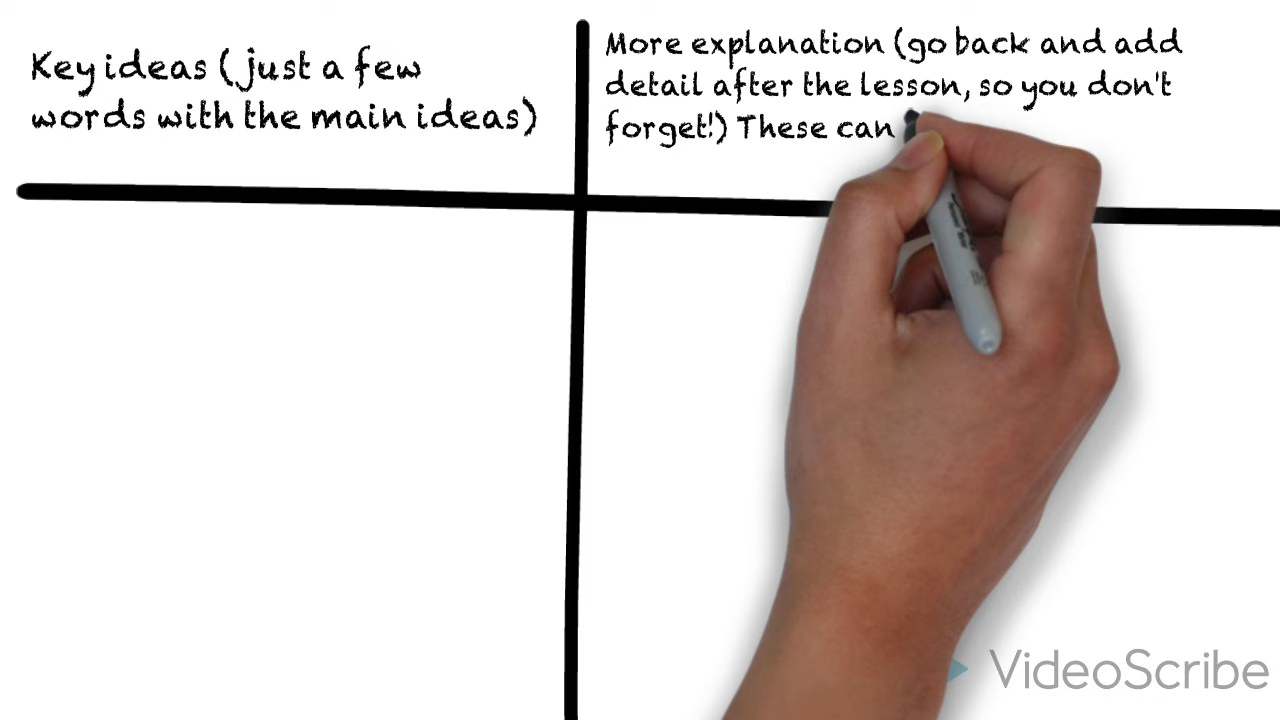 Key ideas (just a few
words with the main ideas)
More explanation (go back and add
detail after the lesson, so you don't
forget!) These can
VideoScribe